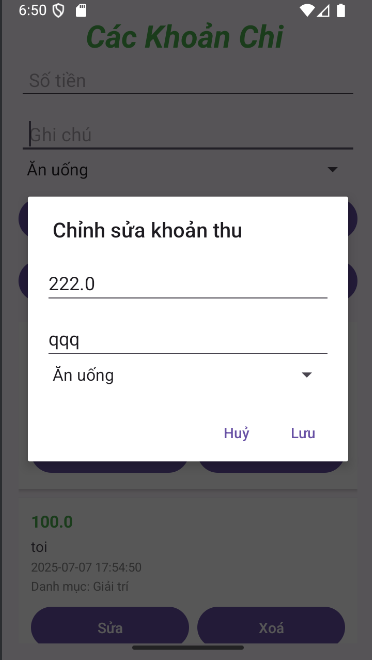 6:50
Các Khoản Chi
Số tiền
Ghi chú
Ăn uống
Chỉnh sửa khoản thu
222.0
qqq
Ăn uống
Huỷ Lưu
100.0
toi
2025-07-07 17:54:50
Danh mục: Giải trí
Sửa Xoá